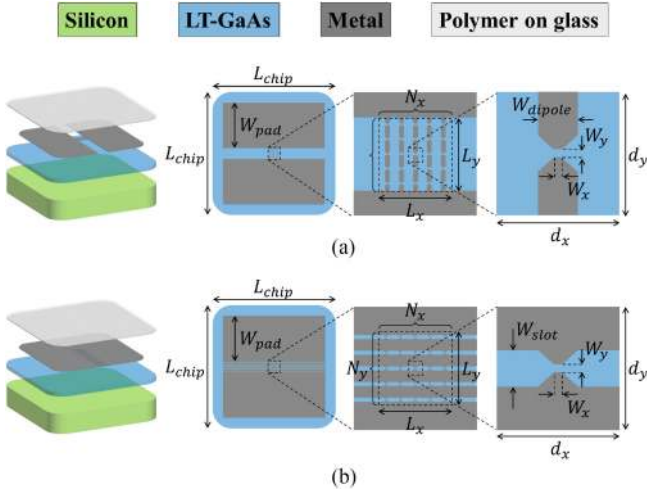 Silicon LT-GaAs Metal Polymer on glass
L_chip
W_pad
L_chip
N_x
L_y
L_x
W_dipole
W_y
W_x
d_y
d_x
(a)
L_chip
W_pad
L_chip
N_x
N_y
L_y
L_x
W_slot
W_y
W_x
d_y
d_x
(b)